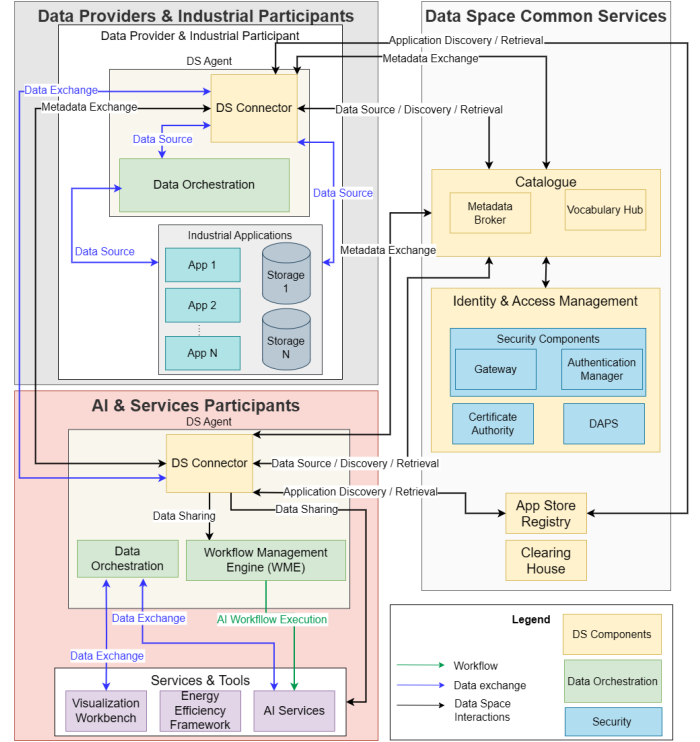 Data Providers & Industrial Participants
Data Provider & Industrial Participant
DS Agent
DS Connector
Data Exchange
Metadata Exchange
Data Source
Data Orchestration
Data Source
Data Source
Industrial Applications
App 1
App 2
App N
Storage
1
Storage
N
Data Space Common Services
Application Discovery / Retrieval
Metadata Exchange
Data Source / Discovery / Retrieval
Catalogue
Metadata
Broker
Vocabulary Hub
Metadata Exchange
Identity & Access Management
Security Components
Gateway
Authentication
Manager
Certificate
Authority
DAPS
AI & Services Participants
DS Agent
DS Connector
Data Source / Discovery / Retrieval
Application Discovery / Retrieval
Data Sharing
Data Sharing
App Store
Registry
Clearing
House
Data
Orchestration
Workflow Management
Engine (WME)
Data Exchange
AI Workflflow Execution
Data Exchange
Services & Tools
Visualization
Workbench
Energy
Efficiency
Framework
AI Services
Legend
DS Components
Workflow
Data exchange
Data Space
Interactions
Data Orchestration
Security